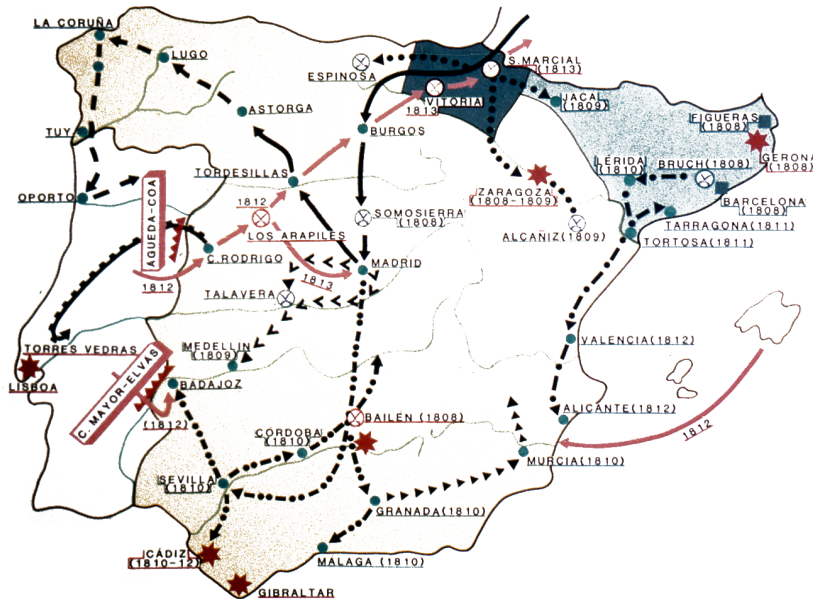 LA CORUÑA
LUGO
ESPINOSA
S.MARCIAL
(1813)
VITORIA
1813
JACA
(1809)
FIGUERAS
(1808)
ASTORGA
BURGOS
TUY
LÉRIDA
(1810)
BRUCH(1808)
GERONA
(1808)
TORDESILLAS
ZARAGOZA
(1808-1809)
BARCELONA
(1808)
OPORTO
ÁGUEDA-COA
1812
LOS ARAPILES
SOMOSIERRA
(1808)
ALCAÑIZ(1809)
TARRAGONA(1811)
TORTOSA(1811)
C.RODRIGO
1812
1813
MADRID
TALAVERA
TORRES VEDRAS
MEDELLIN
(1809)
VALENCIA(1812)
LISBOA
C. MAYOR-ELVAS
BADAJOZ
(1812)
BAILÉN (1808)
ALICANTE(1812)
1812
CÓRDOBA
(1810)
MURCIA(1810)
SEVILLA
(1810)
GRANADA(1810)
CÁDIZ
(1810-12)
MALAGA (1810)
GIBRALTAR